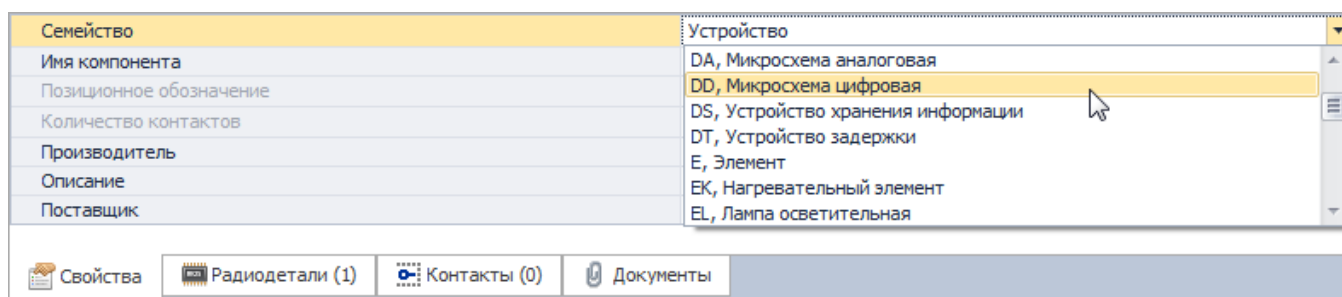 Семейство Устройство
Имя компонента DA, Микросхема аналоговая
Позиционное обозначение DD, Микросхема цифровая
Количество контактов DS, Устройство хранения информации
Производитель DT, Устройство задержки
Описание E, Элемент
Поставщик EK, Нагревательный элемент
EL, Лампа осветительная
Свойства Радиодетали (1) Контакты (0) Документы